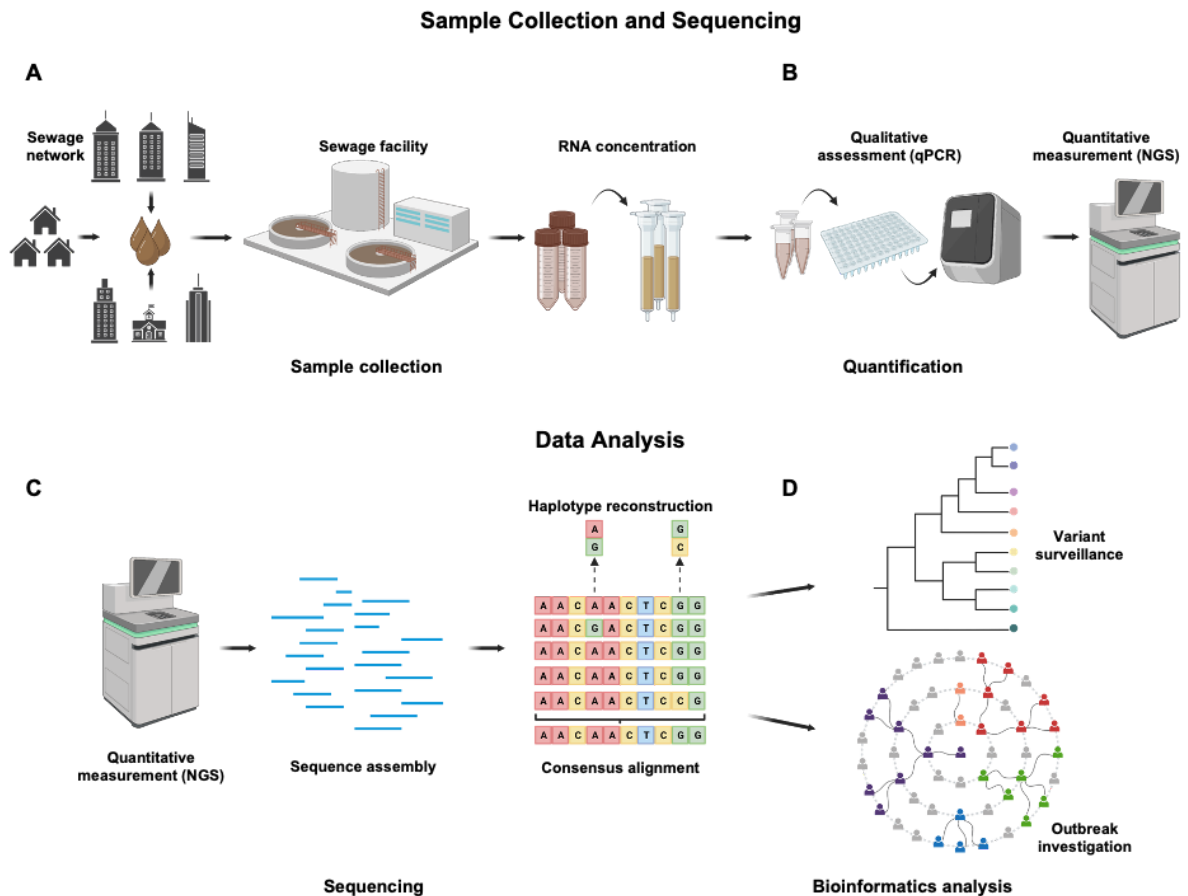 Sample Collection and Sequencing
A
B
Sewage
network
Sewage facility
RNA concentration
Qualitative
assessment (qPCR)
Quantitative
measurement (NGS)
Sample collection
Quantification
Data Analysis
C
D
Haplotype reconstruction
A
G
G
C
A A C A A C T C G G
A A C G A C T C G G
A A C A A C T C G G
A A C A A C T C G G
A A C A A C T C C G
A A C A A C T C G G
Variant
surveillance
Quantitative
measurement (NGS)
Sequence assembly
Consensus alignment
Outbreak
investigation
Sequencing
Bioinformatics analysis